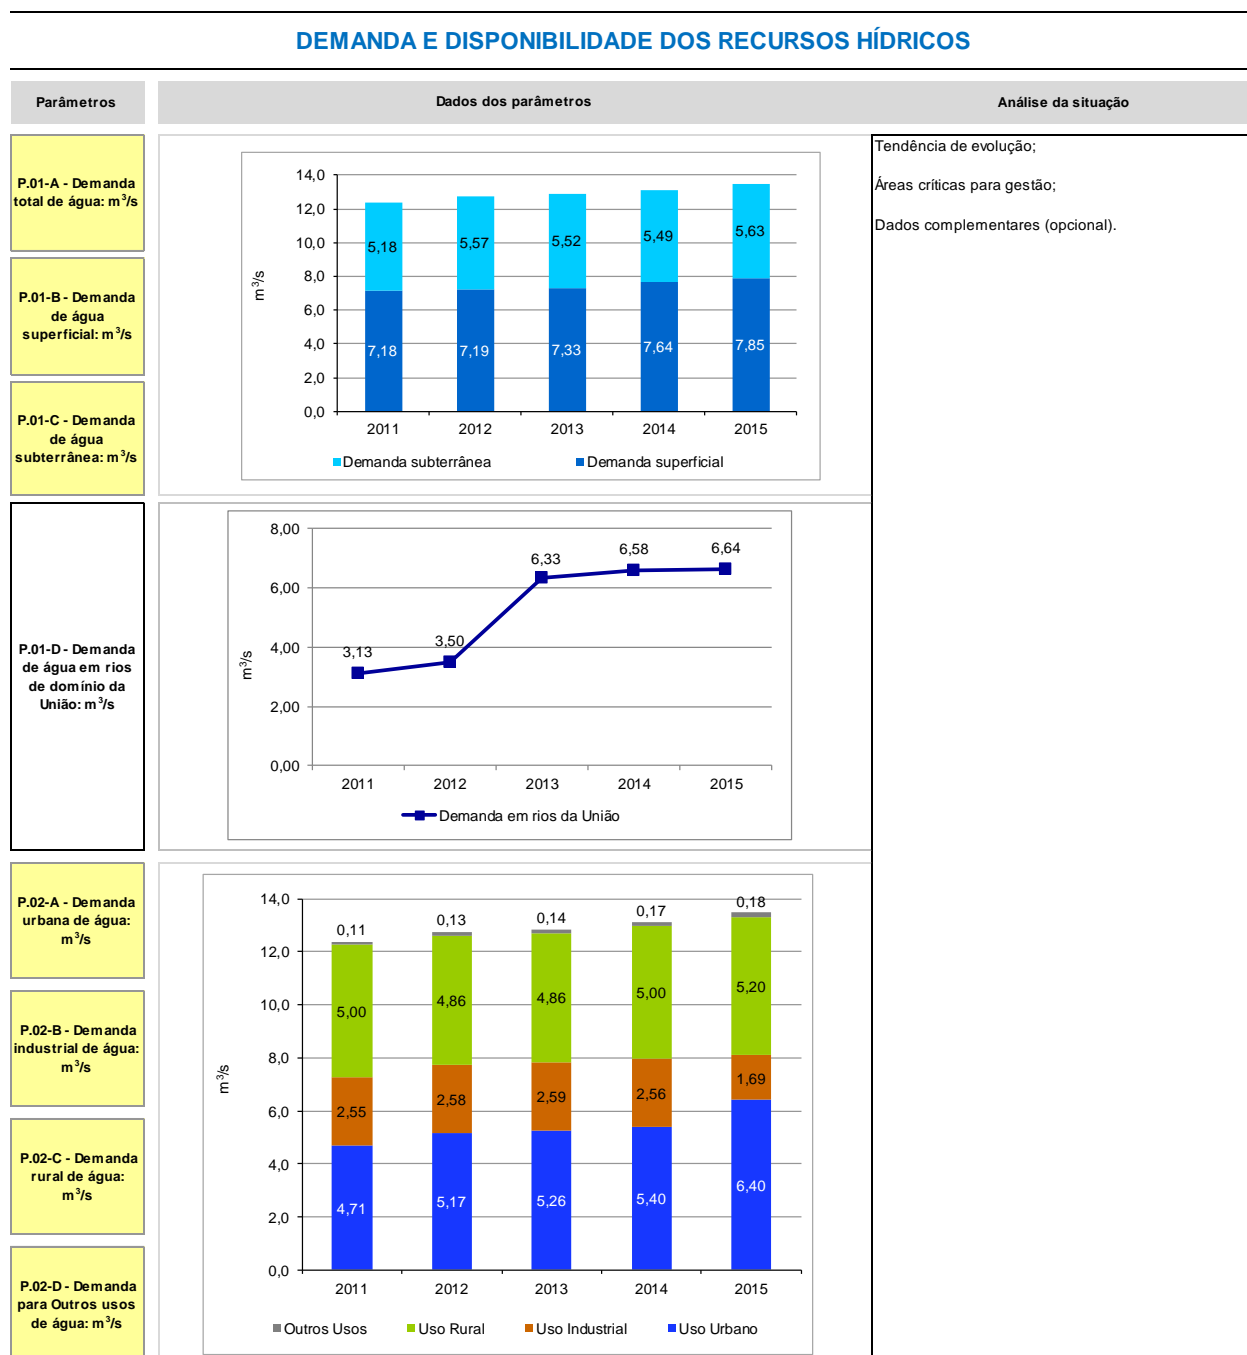 DEMANDA E DISPONIBILIDADE DOS RECURSOS HÍDRICOS
Parâmetros
Dados dos parâmetros
Análise da situação
P.01-A - Demanda
total de água: m³/s
P.01-B - Demanda
de água
superficial: m³/s
P.01-C - Demanda
de água
subterrânea: m³/s
14,0
12,0
10,0
8,0
6,0
4,0
2,0
0,0
m³/s
5,18
5,57
5,52
5,49
5,63
7,18
7,19
7,33
7,64
7,85
2011
2012
2013
2014
2015
Demanda subterrânea
Demanda superficial
Tendência de evolução;
Áreas críticas para gestão;
Dados complementares (opcional).
P.01-D - Demanda
de água em rios
de domínio da
União: m³/s
8,00
6,00
4,00
2,00
0,00
m³/s
3,13
3,50
6,33
6,58
6,64
2011
2012
2013
2014
2015
Demanda em rios da União
P.02-A - Demanda
urbana de água:
m³/s
P.02-B - Demanda
industrial de água:
m³/s
P.02-C - Demanda
rural de água:
m³/s
P.02-D - Demanda
para Outros usos
de água: m³/s
14,0
12,0
10,0
8,0
6,0
4,0
2,0
0,0
m³/s
0,11
0,13
0,14
0,17
0,18
5,00
4,86
4,86
5,00
5,20
2,55
2,58
2,59
2,56
1,69
4,71
5,17
5,26
5,40
6,40
2011
2012
2013
2014
2015
Outros Usos
Uso Rural
Uso Industrial
Uso Urbano